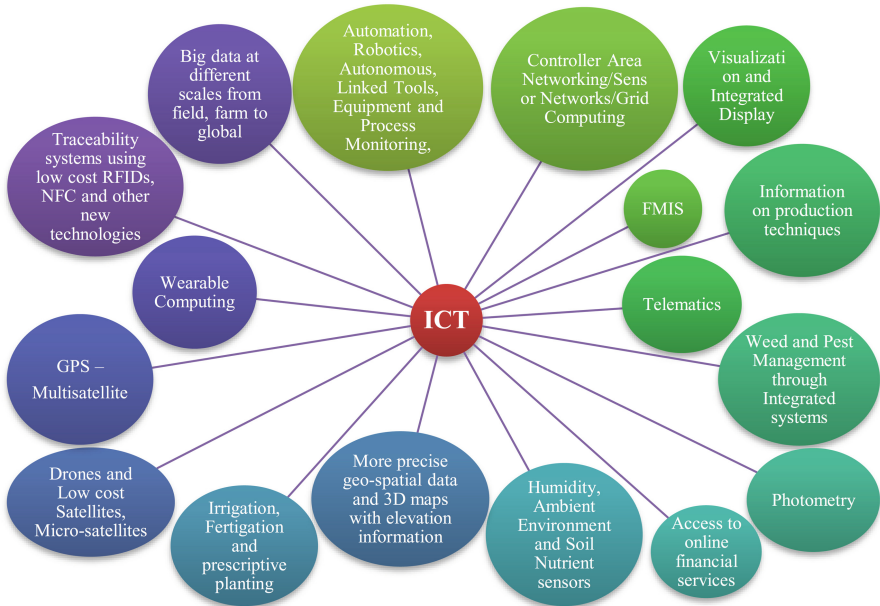 Automation,
Robotics,
Autonomous,
Linked Tools,
Equipment and
Process
Monitoring,
Controller Area
Networking/Sens
or Networks/Grid
Computing
Visualizati
on and
Integrated
Display
FMIS
Information
on production
techniques
Telematics
Weed and Pest
Management
through
Integrated
systems
Photometry
Access to
online
financial
services
Humidity,
Ambient
Environment
and Soil
Nutrient
sensors
More precise
geo-spatial data
and 3D maps
with elevation
information
Irrigation,
Fertigation
and
prescriptive
planting
Drones and
Low cost
Satellites,
Micro-satellites
GPS –
Multisatellite
Wearable
Computing
Traceability
systems using
low cost RFIDs,
NFC and other
new
technologies
Big data at
different
scales from
field, farm to
global
ICT